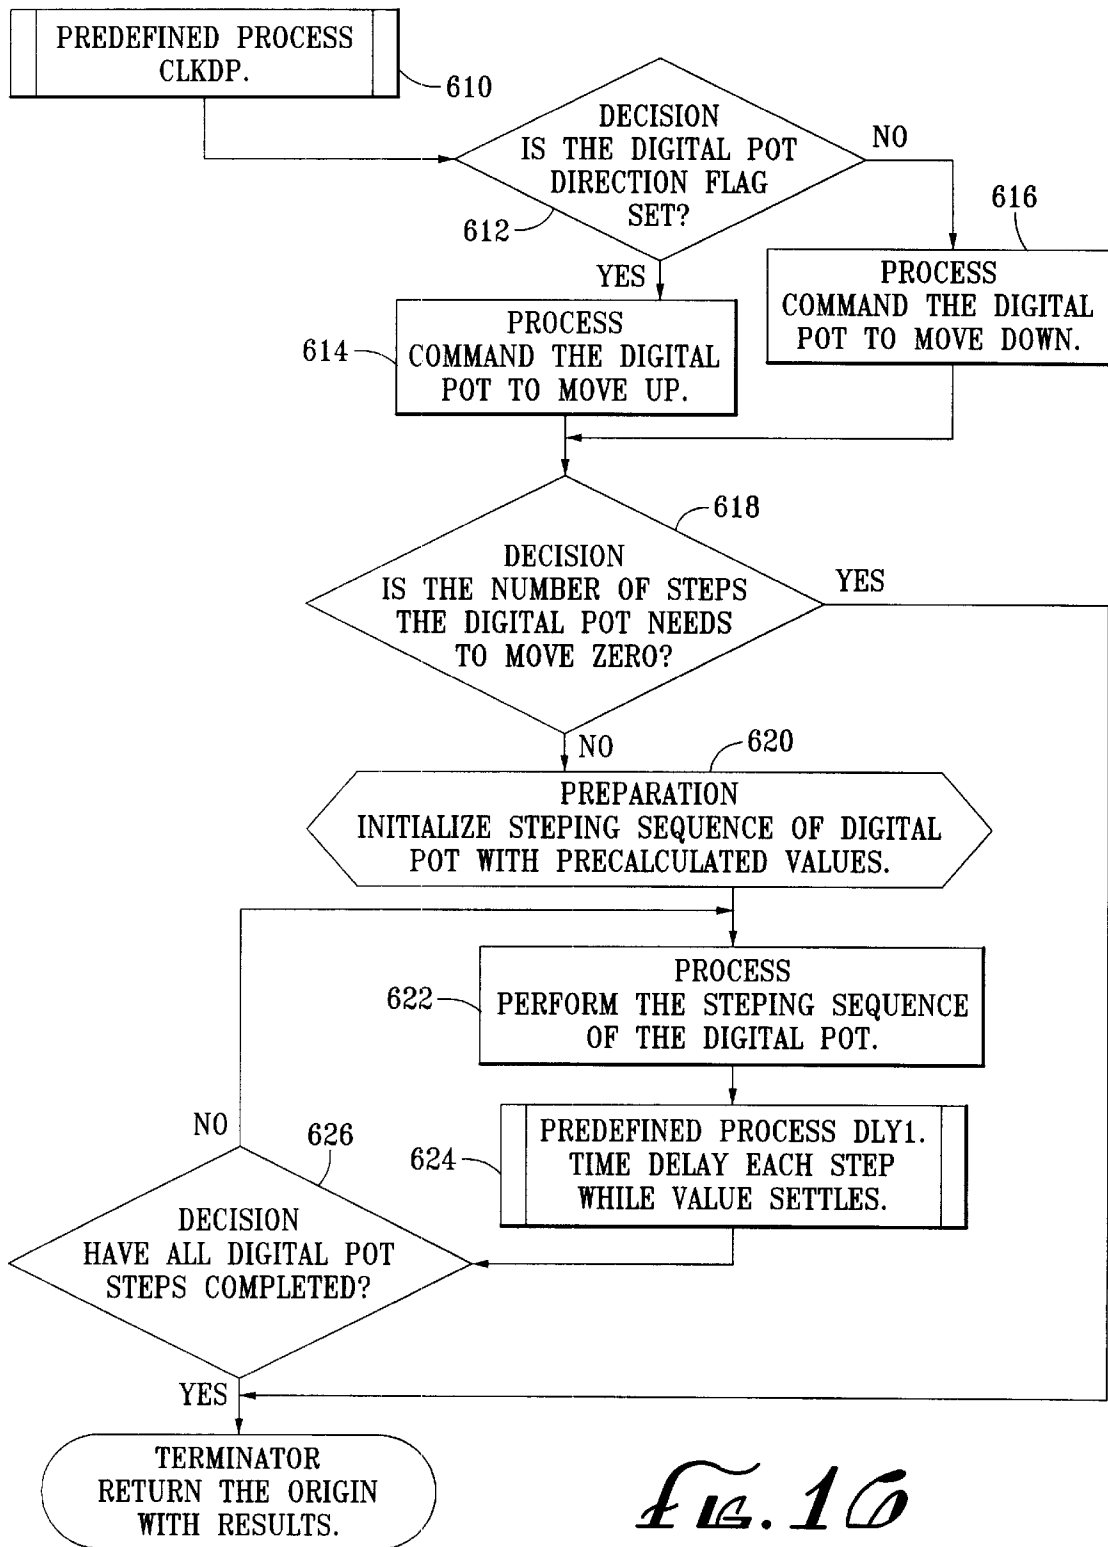 PREDEFINED PROCESS
CLKDP.
610
DECISION
IS THE DIGITAL POT
DIRECTION FLAG
SET?
612
NO
616
YES
PROCESS
COMMAND THE DIGITAL
POT TO MOVE DOWN.
PROCESS
COMMAND THE DIGITAL
POT TO MOVE UP.
614
618
DECISION
IS THE NUMBER OF STEPS
THE DIGITAL POT NEEDS
TO MOVE ZERO?
YES
NO
620
PREPARATION
INITIALIZE STEPING SEQUENCE OF DIGITAL
POT WITH PRECALCULATED VALUES.
PROCESS
PERFORM THE STEPING SEQUENCE
OF THE DIGITAL POT.
622
PREDEFINED PROCESS DLY1.
TIME DELAY EACH STEP
WHILE VALUE SETTLES.
624
NO
626
DECISION
HAVE ALL DIGITAL POT
STEPS COMPLETED?
YES
TERMINATOR
RETURN THE ORIGIN
WITH RESULTS.
FIG. 16